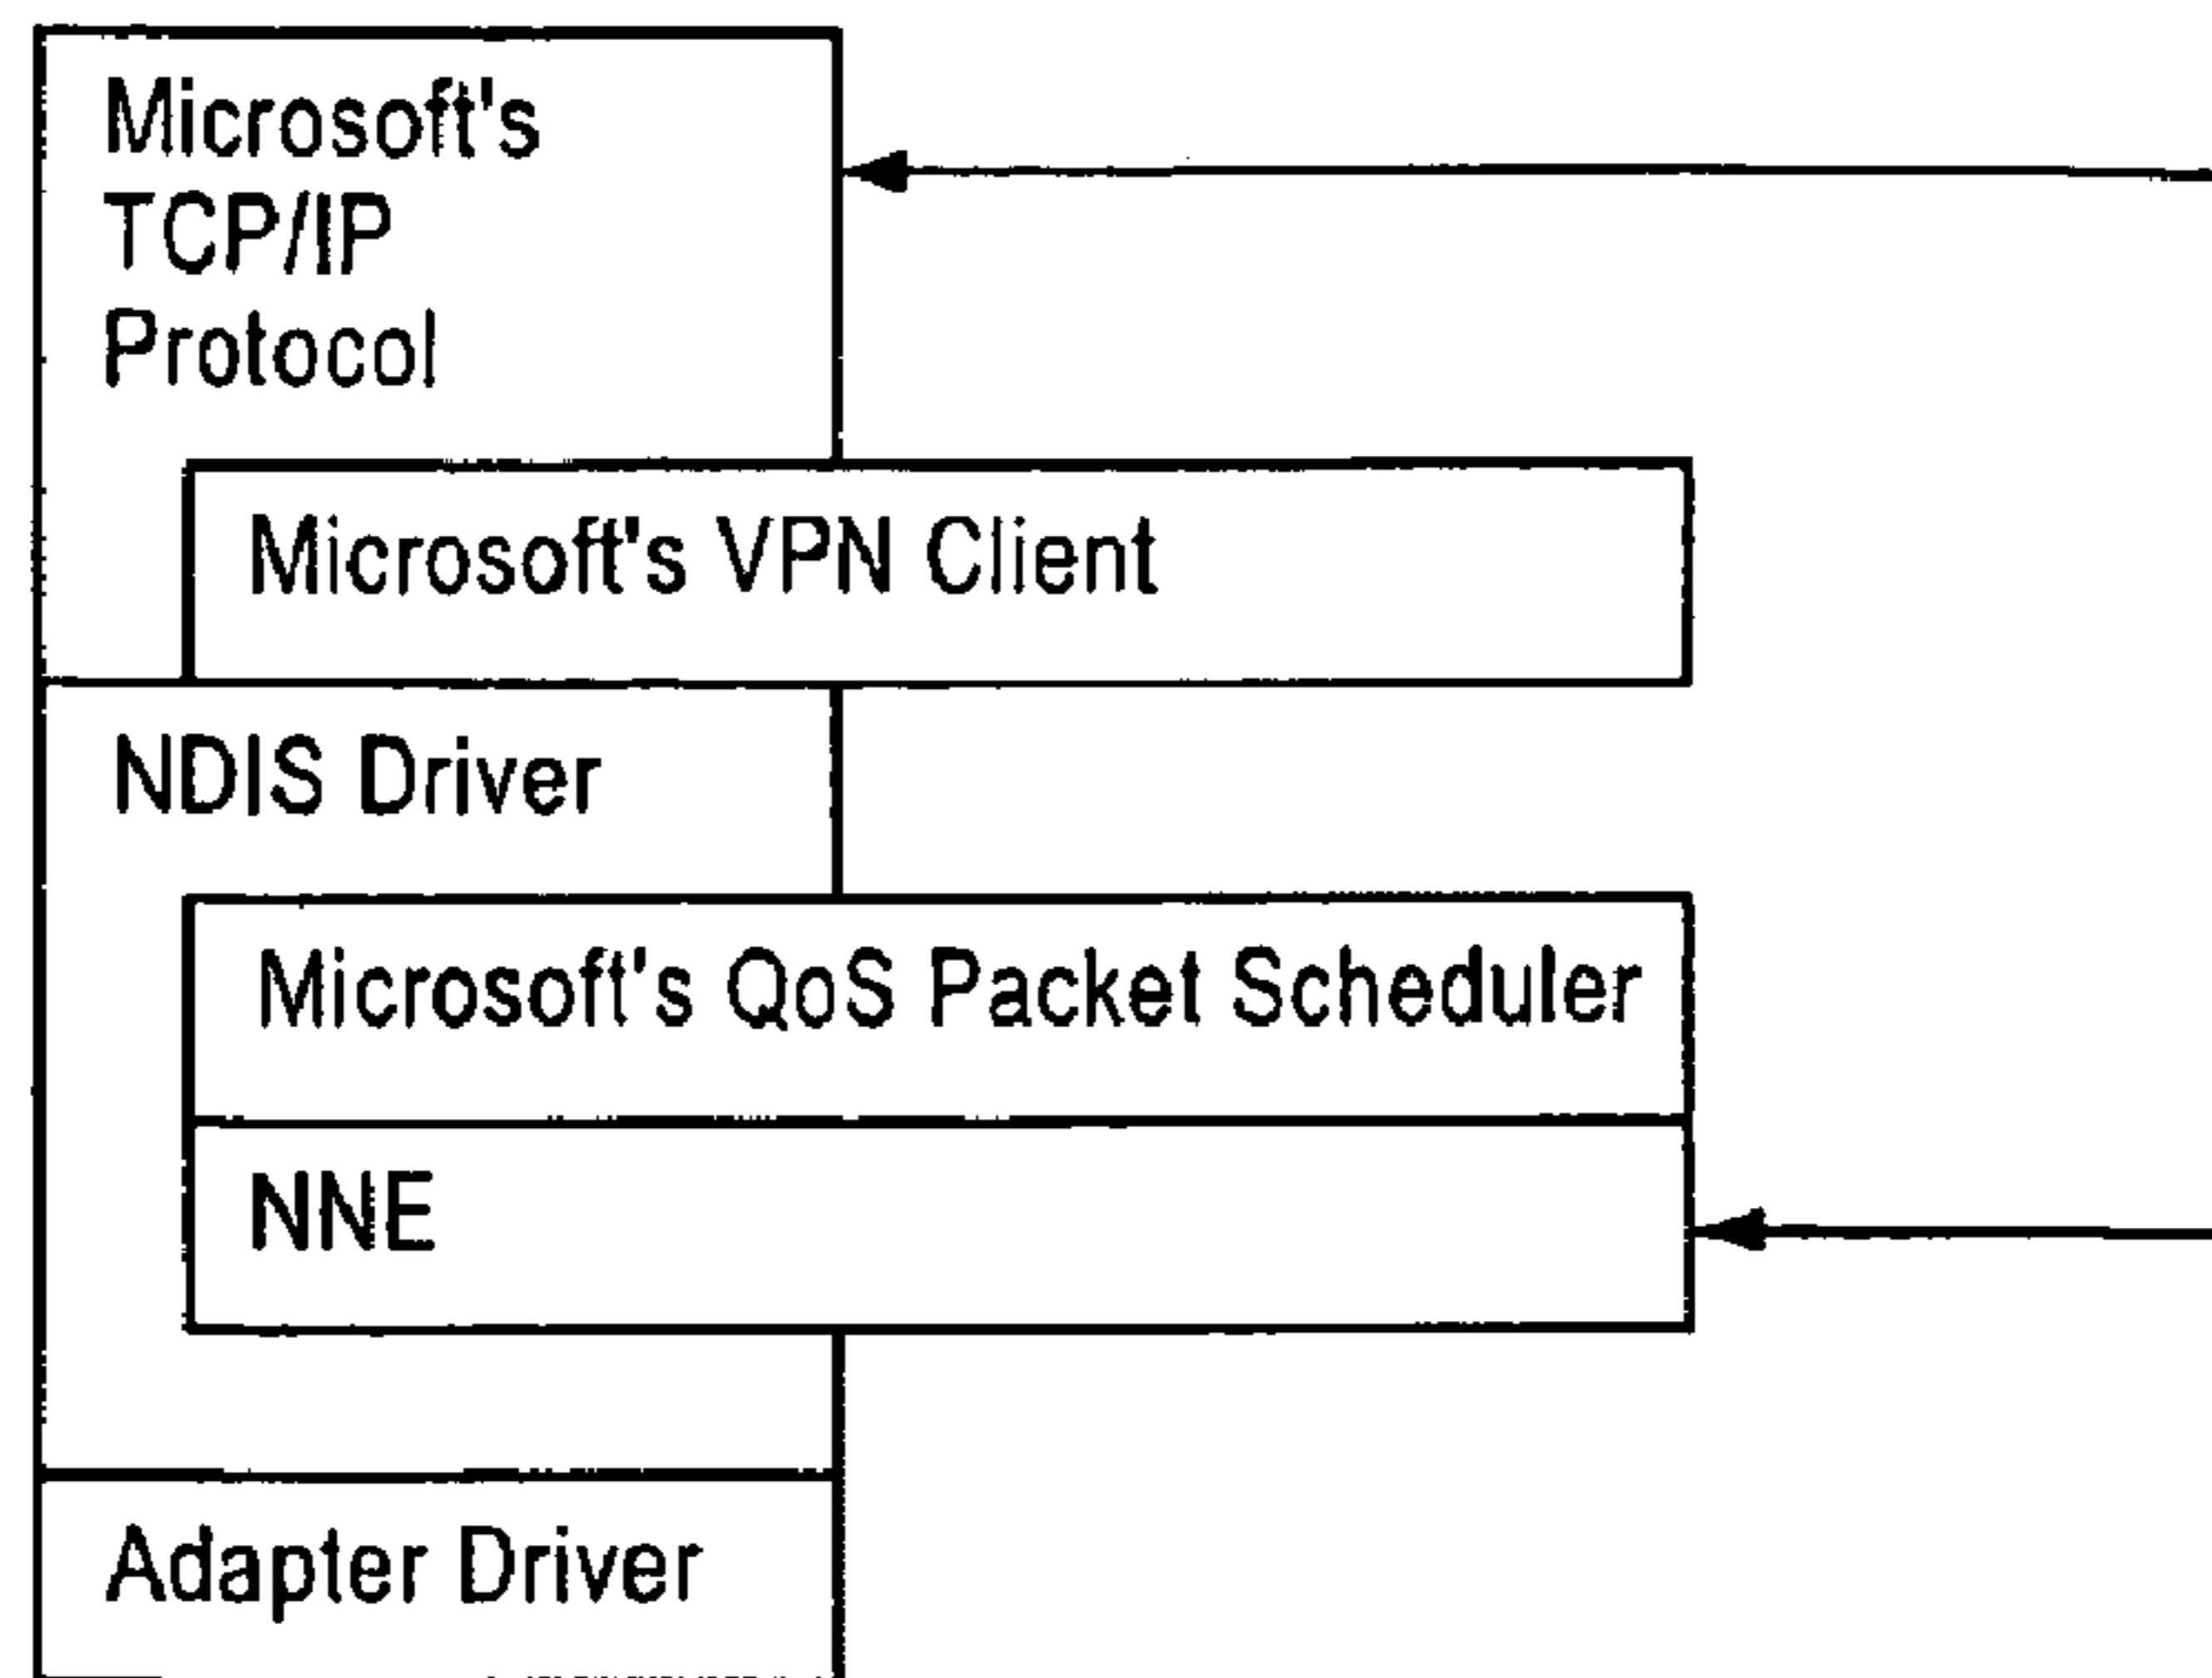 Microsoft's
TCP/IP
Protocol
Microsoft's VPN Client
NDIS Driver
Microsoft's QoS Packet Scheduler
NNE
Adapter Driver